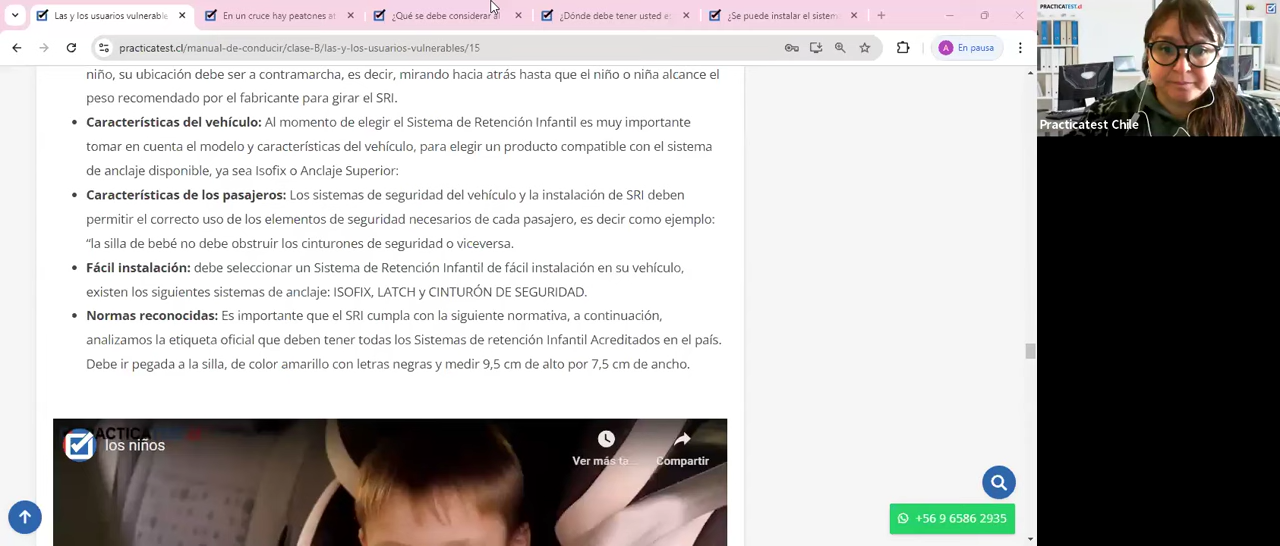 Las y los usuarios vulnerable
En un cruce hay peatones at
¿Qué se debe considerar al
¿Dónde debe tener usted es
¿Se puede instalar el sistem
practicatest.cl/manual-de-conducir/clase-B/las-y-los-usuarios-vulnerables/15
A En pausa
niño, su ubicación debe ser a contramarcha, es decir, mirando hacia atrás hasta que el niño o niña alcance el
peso recomendado por el fabricante para girar el SRI.
Características del vehículo: Al momento de elegir el Sistema de Retención Infantil es muy importante
tomar en cuenta el modelo y características del vehículo, para elegir un producto compatible con el sistema
de anclaje disponible, ya sea Isofix o Anclaje Superior:
Características de los pasajeros: Los sistemas de seguridad del vehículo y la instalación de SRI deben
permitir el correcto uso de los elementos de seguridad necesarios de cada pasajero, es decir como ejemplo:
“la silla de bebé no debe obstruir los cinturones de seguridad o viceversa.
Fácil instalación: debe seleccionar un Sistema de Retención Infantil de fácil instalación en su vehículo,
existen los siguientes sistemas de anclaje: ISOFIX, LATCH y CINTURÓN DE SEGURIDAD.
Normas reconocidas: Es importante que el SRI cumpla con la siguiente normativa, a continuación,
analizamos la etiqueta oficial que deben tener todas los Sistemas de retención Infantil Acreditados en el país.
Debe ir pegada a la silla, de color amarillo con letras negras y medir 9,5 cm de alto por 7,5 cm de ancho.
los niños
Ver más ta...
Compartir
+56 9 6586 2935
PRACTICATEST.cl
Practicatest Chile